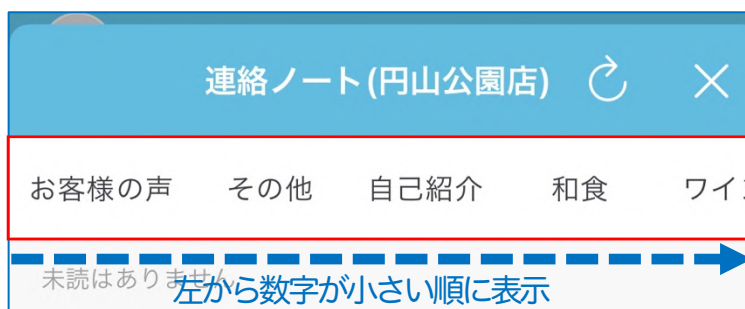 連絡ノート(円山公園店)
お客様の声 その他 自己紹介 和食 ワイ
未読はありません
左から数字が小さい順に表示